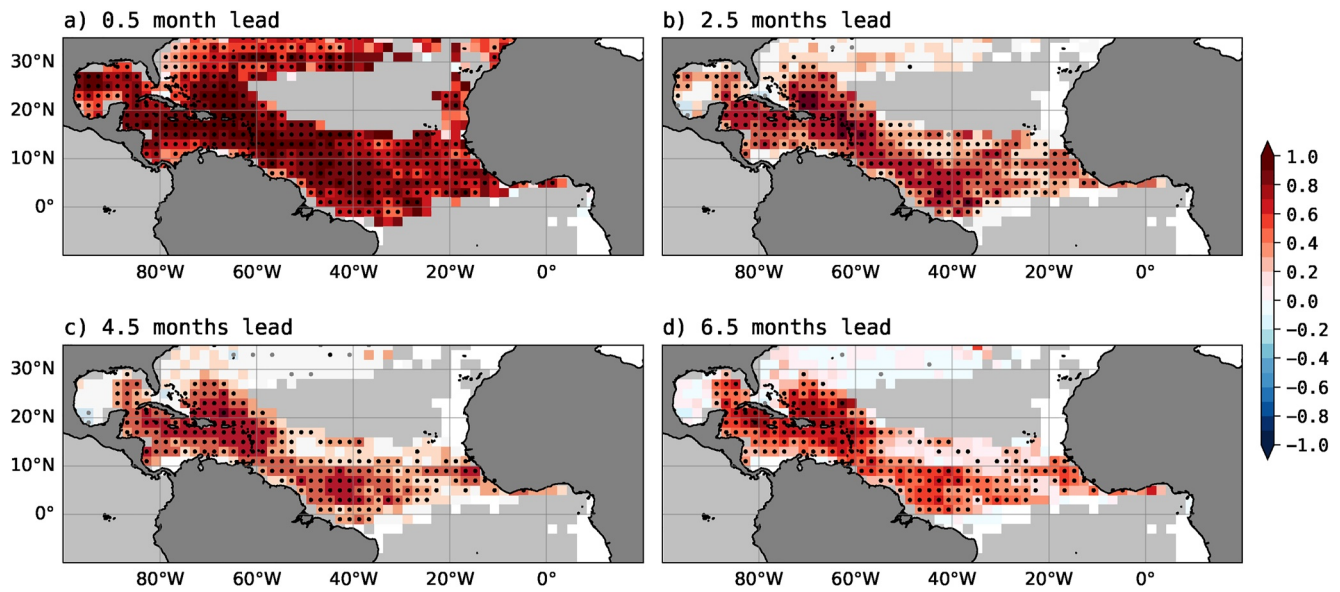 a) 0.5 month lead
b) 2.5 months lead
30°N
20°N
10°N
0°
80°W 60°W 40°W 20°W 0°
80°W 60°W 40°W 20°W 0°
c) 4.5 months lead
d) 6.5 months lead
30°N
20°N
10°N
0°
80°W 60°W 40°W 20°W 0°
80°W 60°W 40°W 20°W 0°
1.0
0.8
0.6
0.4
0.2
0.0
−0.2
−0.4
−0.6
−0.8
−1.0